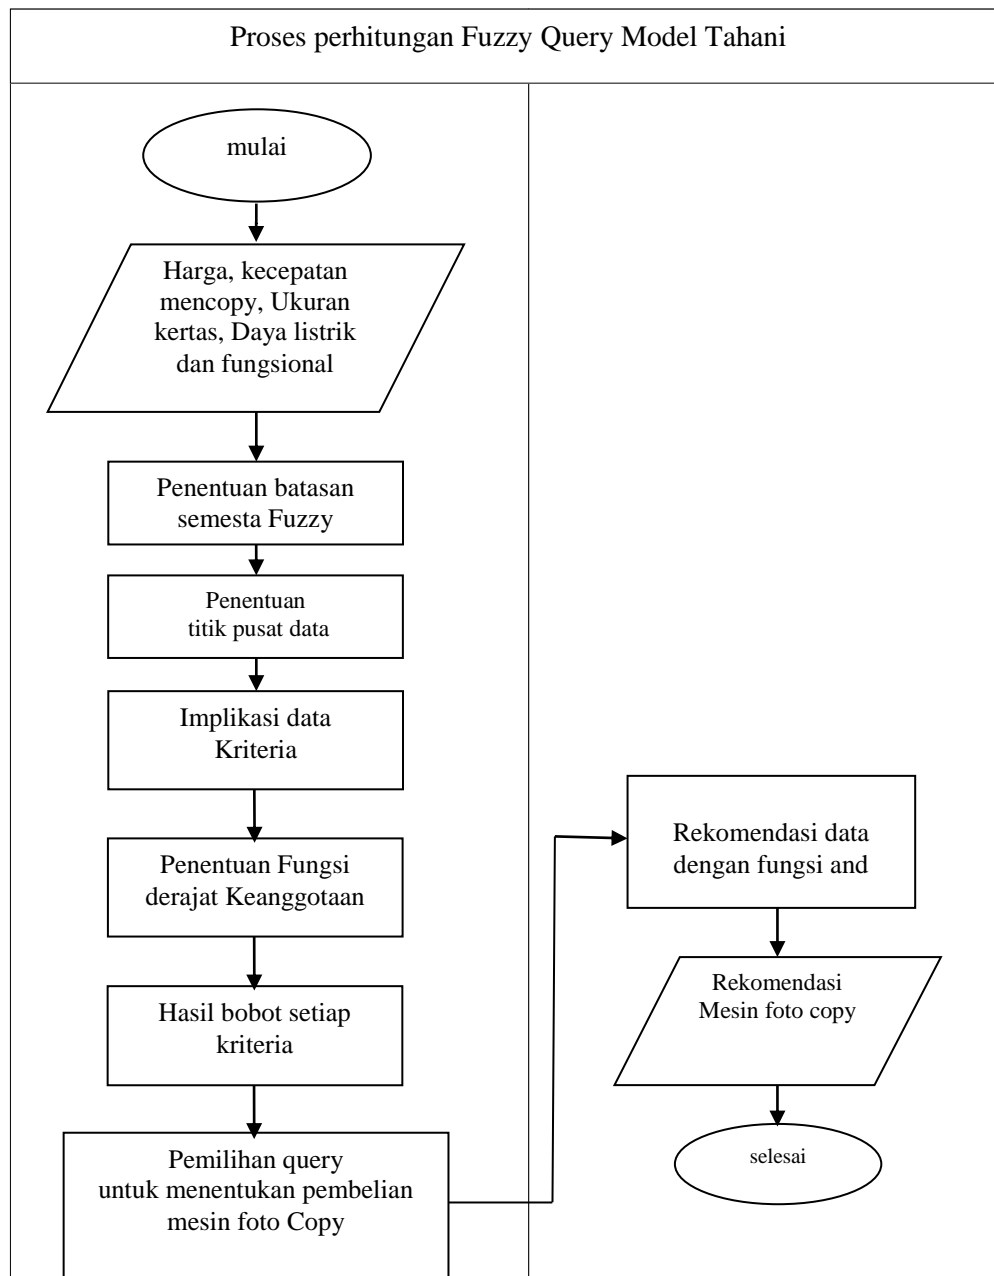 Proses perhitungan Fuzzy Query Model Tahani
mulai
Harga, kecepatan
mencopy, Ukuran
kertas, Daya listrik
dan fungsional
Penentuan batasan
semesta Fuzzy
Penentuan
titik pusat data
Implikasi data
Kriteria
Penentuan Fungsi
derajat Keanggotaan
Hasil bobot setiap
kriteria
Pemilihan query
untuk menentukan pembelian
mesin foto Copy
Rekomendasi data
dengan fungsi and
Rekomendasi
Mesin foto copy
selesai